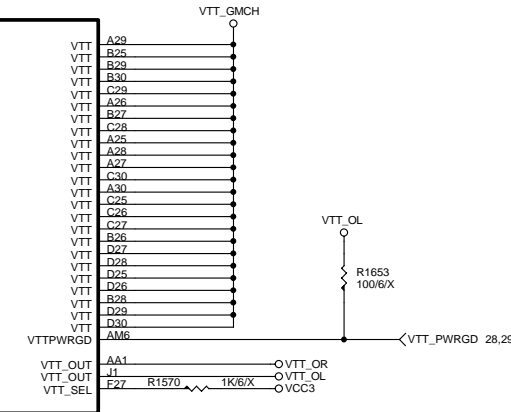 VTT_GMCH
VTT A29
VTT B25
VTT B29
VTT B30
VTT C29
VTT A26
VTT B27
VTT C28
VTT A25
VTT A28
VTT A27
VTT C30
VTT A30
VTT C25
VTT C26
VTT C27
VTT B26
VTT D27
VTT D28
VTT D25
VTT D26
VTT B28
VTT D29
VTT D30
VTT_OL
R1653
100/6/X
VTTPWRGD AM6 VTT_PWRGD 28,29
VTT_OUT AA1 VTT_OR
VTT_OUT J1 VTT_OL
VTT_SEL F27 R1570 1K/6/X VCC3